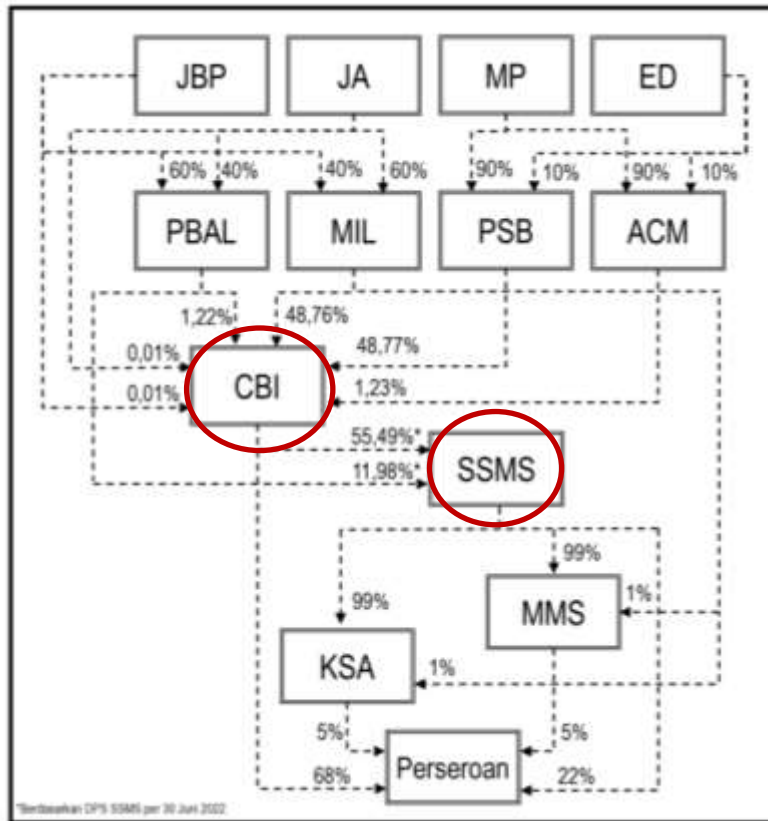 JBP JA MP ED
60% 40% 40% 60% 90% 10% 90% 10%
PBAL MIL PSB ACM
1,22% 48,76%
0,01% 48,77%
CBI
0,01% 1,23%
55,49%*
SSMS
11,98%*
99%
99% MMS 1%
KSA 1%
5% 5%
Perseroan
68% 22%
*Berdasarkan DPS SSMS per 30 Juni 2022